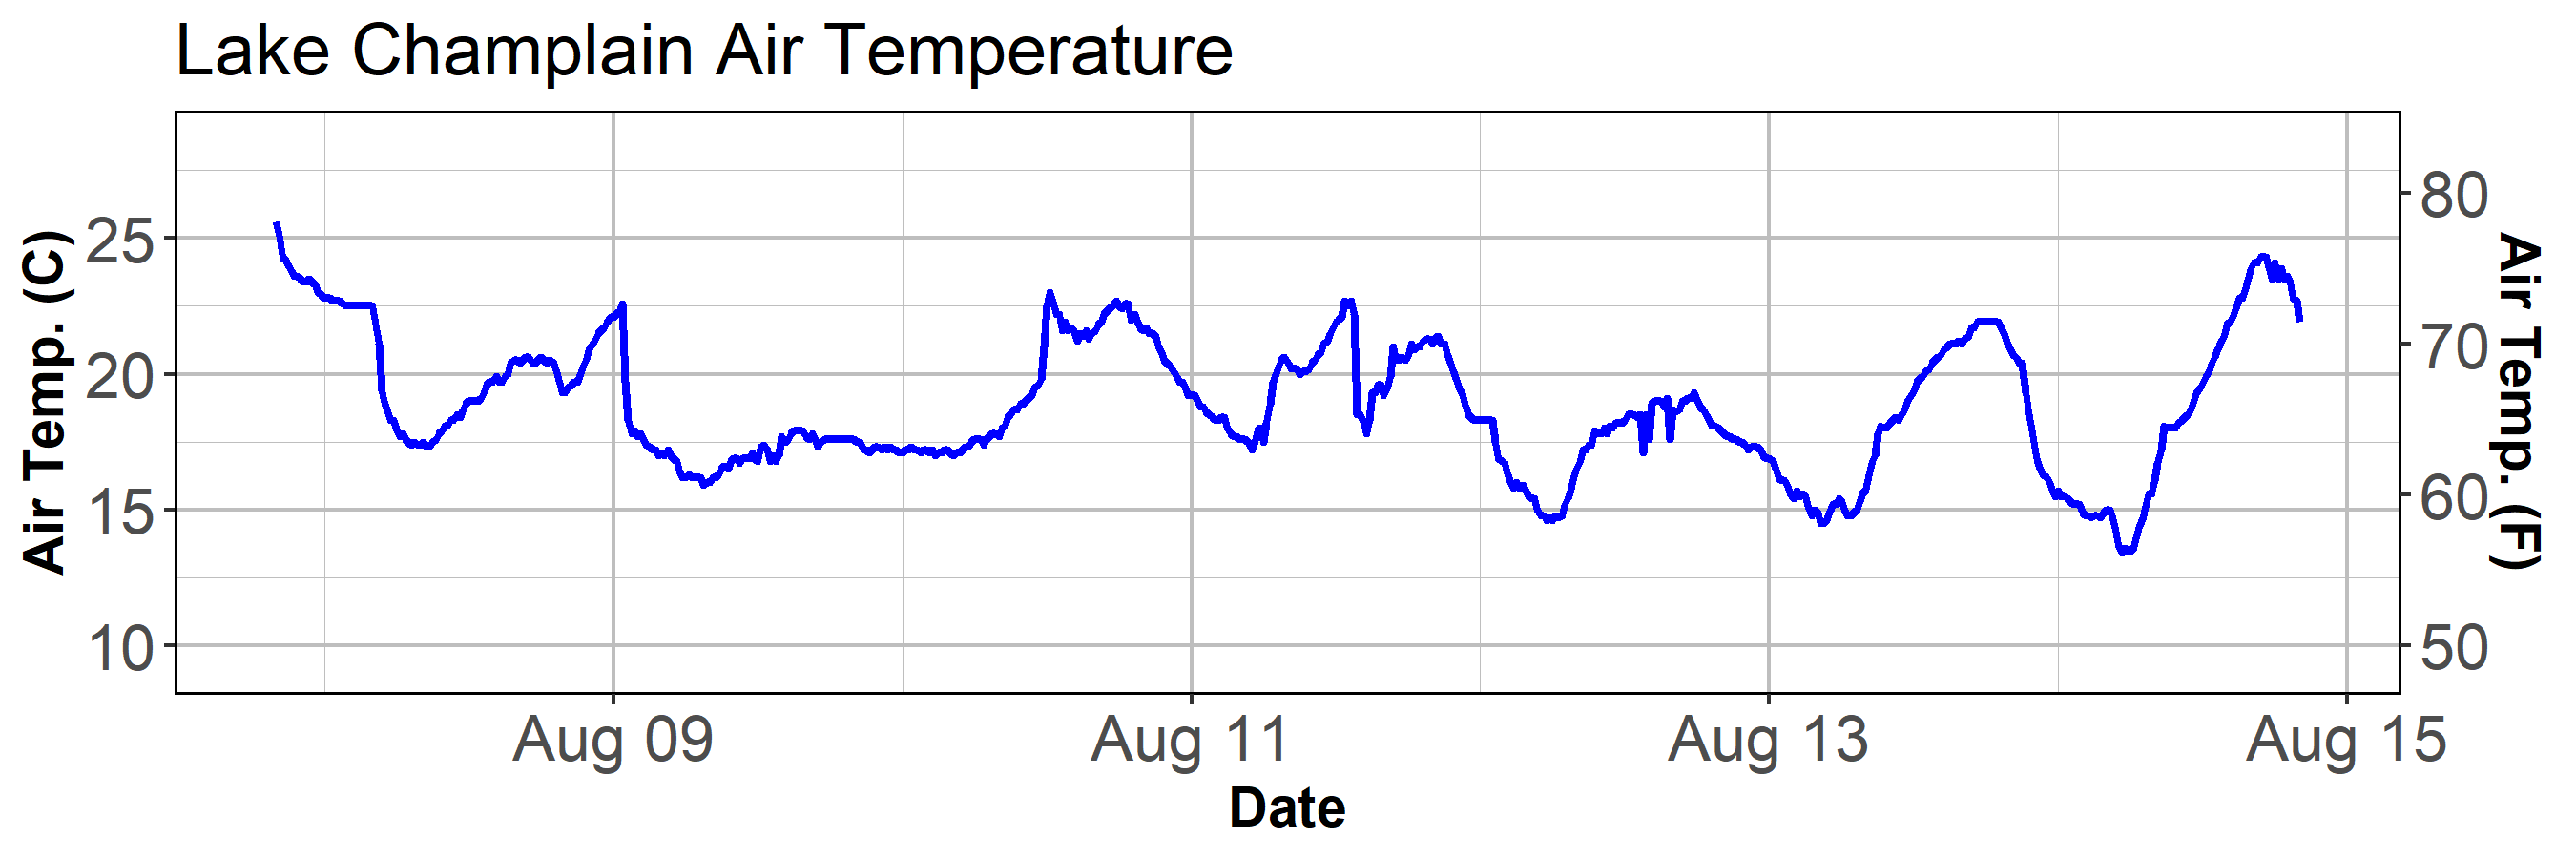 Lake Champlain Air Temperature
Air Temp. (C)
25
20
15
10
80
70
60
50
Air Temp. (F)
Aug 09
Aug 11
Aug 13
Aug 15
Date